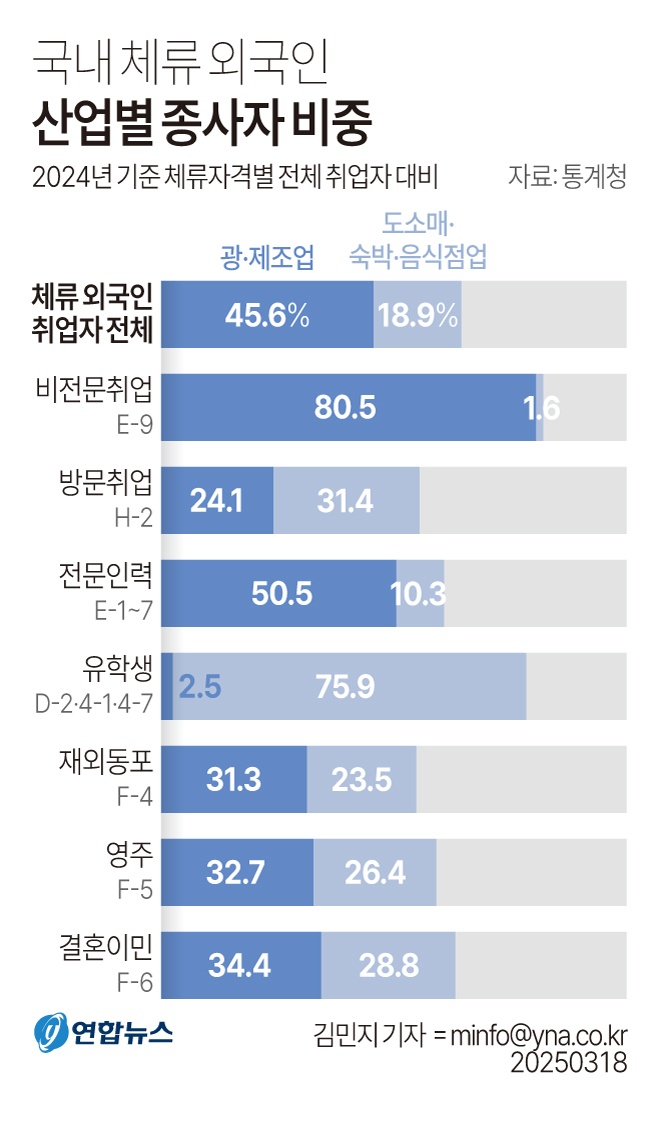 국내 체류 외국인
산업별 종사자 비중
2024년 기준 체류자격별 전체 취업자 대비
자료: 통계청
광·제조업
도소매·
숙박·음식점업
체류 외국인
취업자 전체
45.6%
18.9%
비전문취업
E-9
80.5
1.6
방문취업
H-2
24.1
31.4
전문인력
E-1~7
50.5
10.3
유학생
D-2·4-1·4-7
2.5
75.9
재외동포
F-4
31.3
23.5
영주
F-5
32.7
26.4
결혼이민
F-6
34.4
28.8
y 연합뉴스
김민지 기자 = minfo@yna.co.kr
20250318